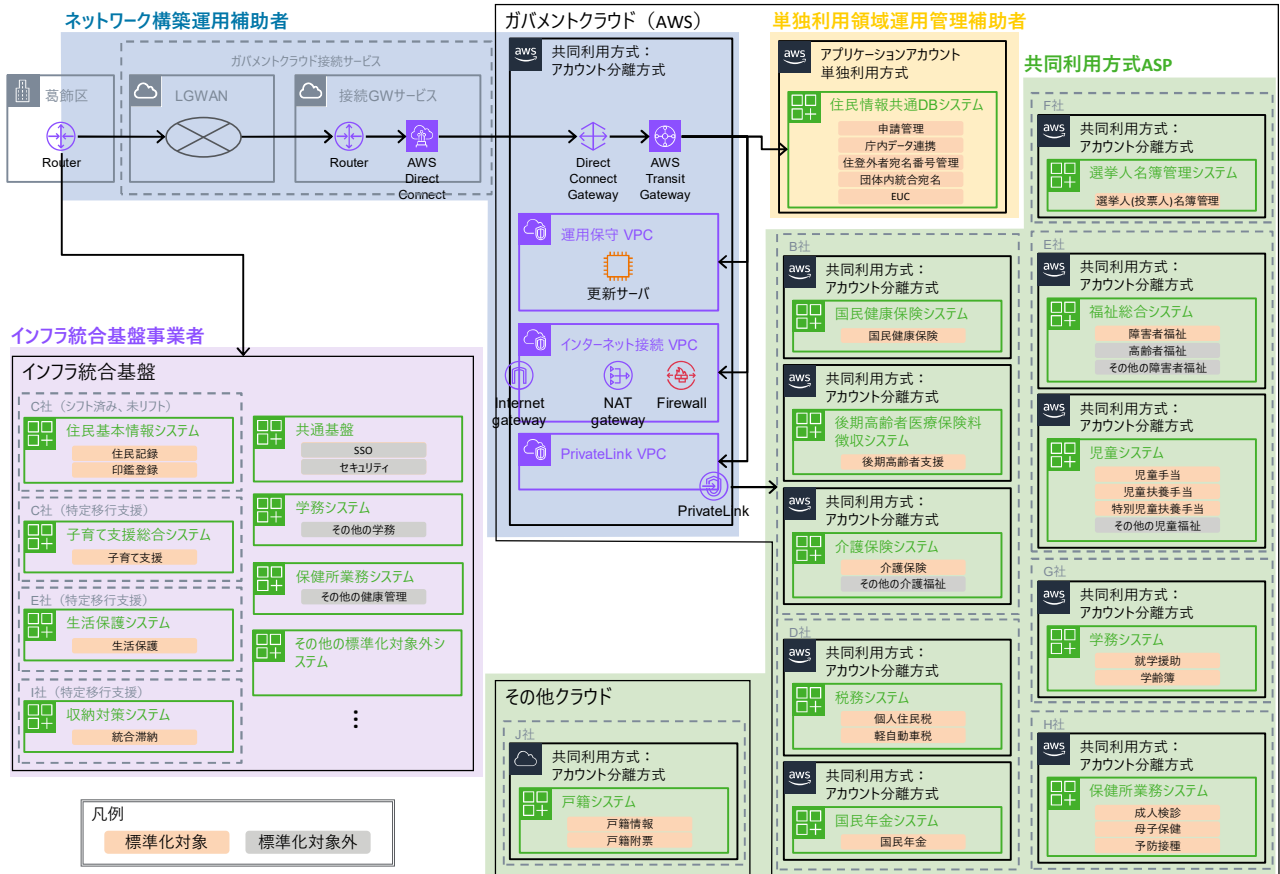 ネットワーク構築運用補助者
ガバメントクラウド接続サービス
葛飾区
Router
LGWAN
接続GWサービス
Router
AWS
Direct
Connect
ガバメントクラウド（AWS）
aws
共同利用方式：
アカウント分離方式
Direct
Connect
Gateway
AWS
Transit
Gateway
運用保守 VPC
更新サーバ
インターネット接続 VPC
Internet
gateway
NAT
gateway
Firewall
PrivateLink VPC
PrivateLink
単独利用領域運用管理補助者
aws
アプリケーションアカウント
単独利用方式
住民情報共通DBシステム
申請管理
庁内データ連携
住登外者宛名番号管理
団体内統合宛名
EUC
共同利用方式ASP
B社
aws
共同利用方式：
アカウント分離方式
国民健康保険システム
国民健康保険
aws
共同利用方式：
アカウント分離方式
後期高齢者医療保険料
徴収システム
後期高齢者支援
aws
共同利用方式：
アカウント分離方式
介護保険システム
介護保険
その他の介護福祉
D社
aws
共同利用方式：
アカウント分離方式
税務システム
個人住民税
軽自動車税
aws
共同利用方式：
アカウント分離方式
国民年金システム
国民年金
F社
aws
共同利用方式：
アカウント分離方式
選挙人名簿管理システム
選挙人(投票人)名簿管理
E社
aws
共同利用方式：
アカウント分離方式
福祉総合システム
障害者福祉
高齢者福祉
その他の障害者福祉
aws
共同利用方式：
アカウント分離方式
児童システム
児童手当
児童扶養手当
特別児童扶養手当
その他の児童福祉
G社
aws
共同利用方式：
アカウント分離方式
学務システム
就学援助
学齢簿
H社
aws
共同利用方式：
アカウント分離方式
保健所業務システム
成人検診
母子保健
予防接種
インフラ統合基盤事業者
インフラ統合基盤
C社（シフト済み、未リフト）
住民基本情報システム
住民記録
印鑑登録
C社（特定移行支援）
子育て支援総合システム
子育て支援
E社（特定移行支援）
生活保護システム
生活保護
I社（特定移行支援）
収納対策システム
統合滞納
共通基盤
SSO
セキュリティ
学務システム
その他の学務
保健所業務システム
その他の健康管理
その他の標準化対象外シ
ステム
⋮
その他クラウド
J社
共同利用方式：
アカウント分離方式
戸籍システム
戸籍情報
戸籍附票
凡例
標準化対象
標準化対象外